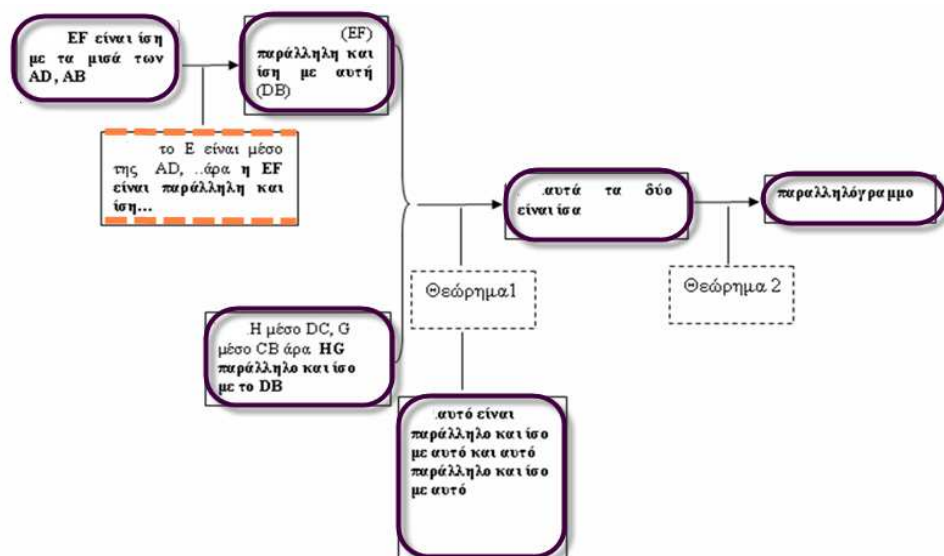 EF είναι ίση
με τα μισά των
AD, AB
(EF)
παράλληλη και
ίση με αυτή
(DB)
το Ε είναι μέσο
της AD, ..άρα η EF
είναι παράλληλη και
ίση...
.αυτά τα δύο
είναι ίσα
παραλληλόγραμμο
Θεώρημα1
Θεώρημα 2
.Η μέσο DC, G
μέσο CB άρα HG
παράλληλο και ίσο
με το DB
.αυτό είναι
παράλληλο και ίσο
με αυτό και αυτό
παράλληλο και ίσο
με αυτό